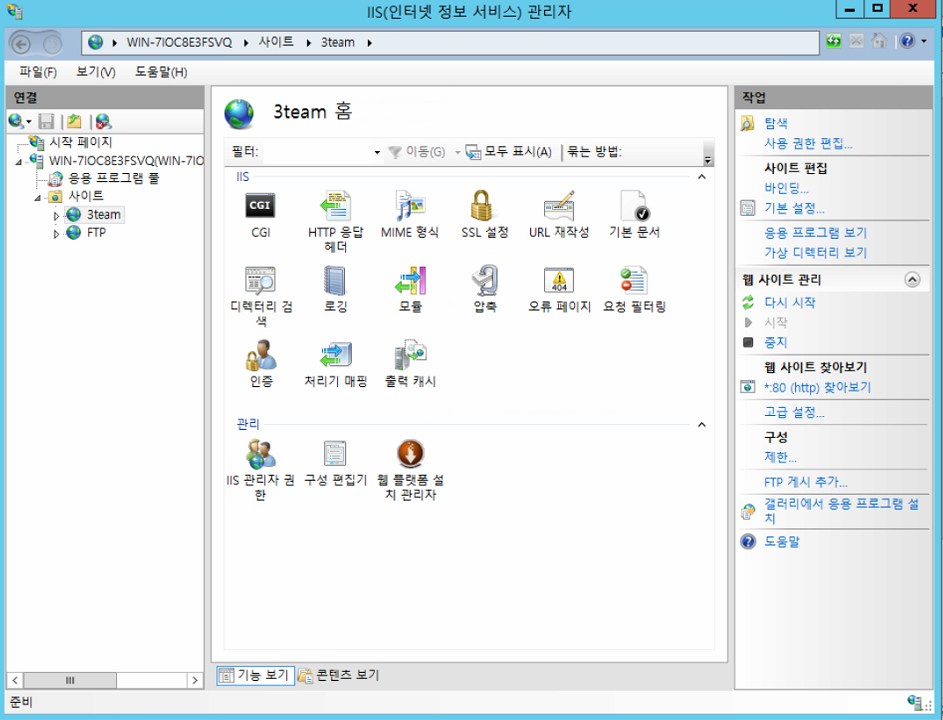 IIS(인터넷 정보 서비스) 관리자
WIN-7IOC8E3FSVQ 사이트 3team
파일(F) 보기(V) 도움말(H)
연결
시작 페이지
WIN-7IOC8E3FSVQ(WIN-7IO
응용 프로그램 풀
사이트
3team
FTP
3team 홈
필터: 이동(G) 모두 표시(A) 묶는 방법:
IIS
CGI
CGI
HTTP 응답 헤더
MIME 형식
SSL 설정
URL 재작성
기본 문서
디렉터리 검색
로깅
모듈
압축
404
오류 페이지
요청 필터링
인증
처리기 매핑
출력 캐시
관리
IIS 관리자 권한
구성 편집기
웹 플랫폼 설치 관리자
기능 보기 콘텐츠 보기
작업
탐색
사용 권한 편집...
사이트 편집
바인딩...
기본 설정...
응용 프로그램 보기
가상 디렉터리 보기
웹 사이트 관리
다시 시작
시작
중지
웹 사이트 찾아보기
*:80 (http) 찾아보기
고급 설정...
구성
제한...
FTP 게시 추가...
갤러리에서 응용 프로그램 설
치
도움말
준비